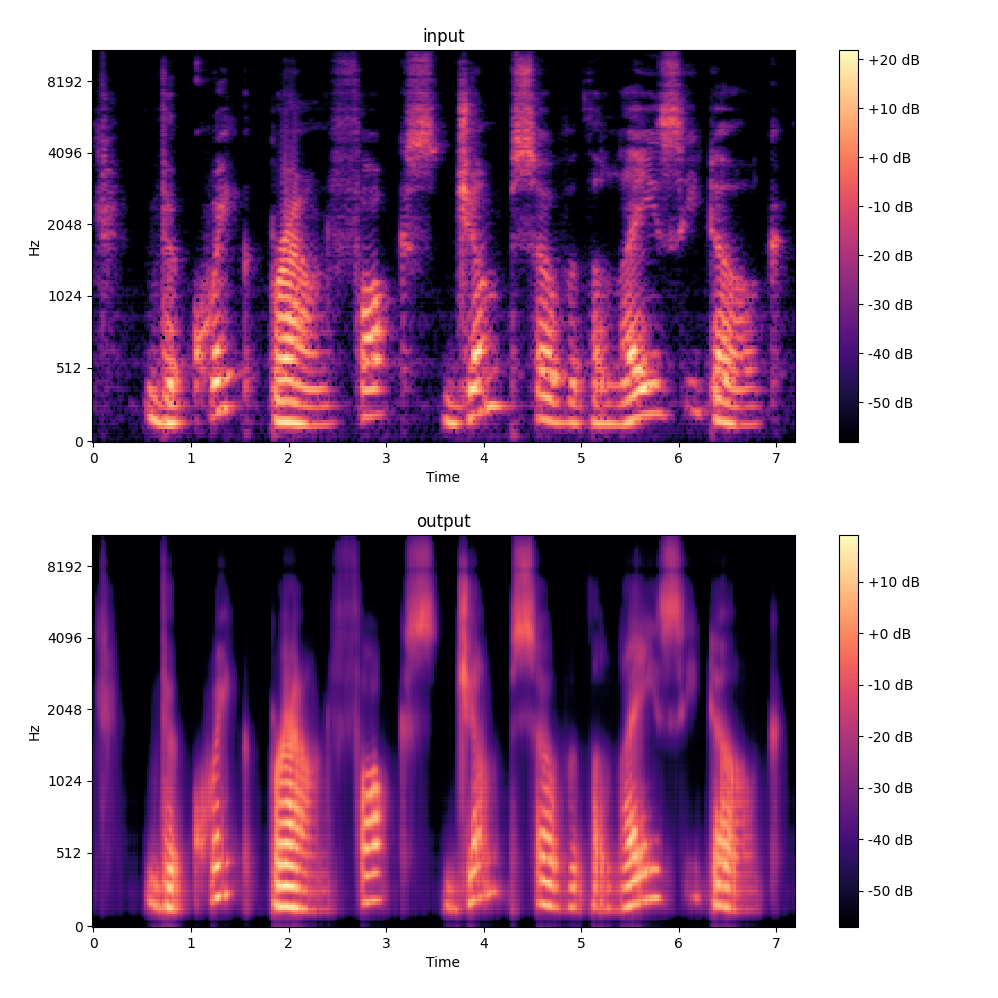 input
8192
4096
2048
1024
512
0
Hz
0 1 2 3 4 5 6 7
Time
+20 dB
+10 dB
+0 dB
-10 dB
-20 dB
-30 dB
-40 dB
-50 dB
output
8192
4096
2048
1024
512
0
Hz
0 1 2 3 4 5 6 7
Time
+10 dB
+0 dB
-10 dB
-20 dB
-30 dB
-40 dB
-50 dB